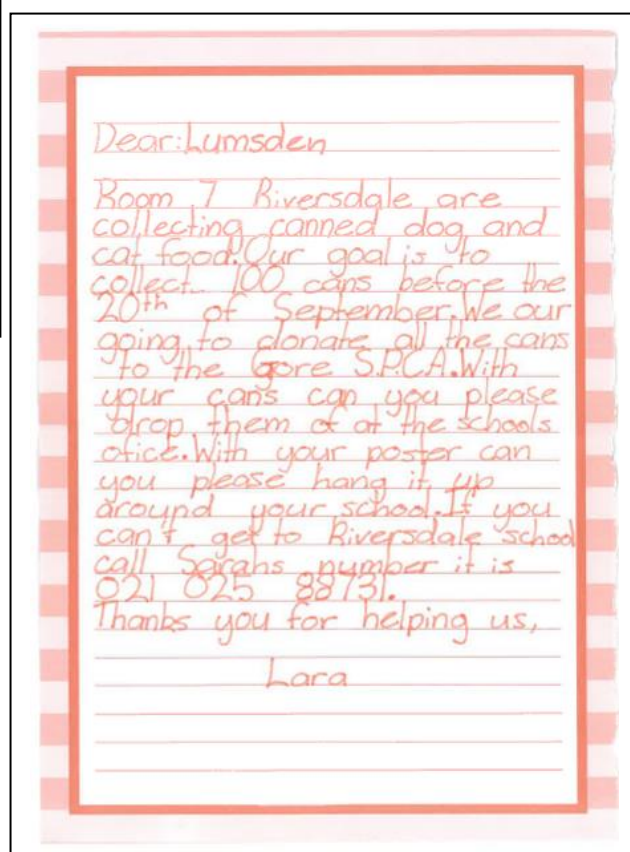 Dear:Lumsden
Room 7 Riversdale are
collecting canned dog and
cat food.Our goal is to
collect 100 cans before the
20th of September.We our
going to donate all the cans
to the Gore S.P.C.A.With
your cans can you please
drop them of at the schools
ofice.With your poster can
you please hang it up
around your school.If you
can't get to Riversdale school
call Sarahs number it is
021 025 88731.
Thanks you for helping us,
Lara